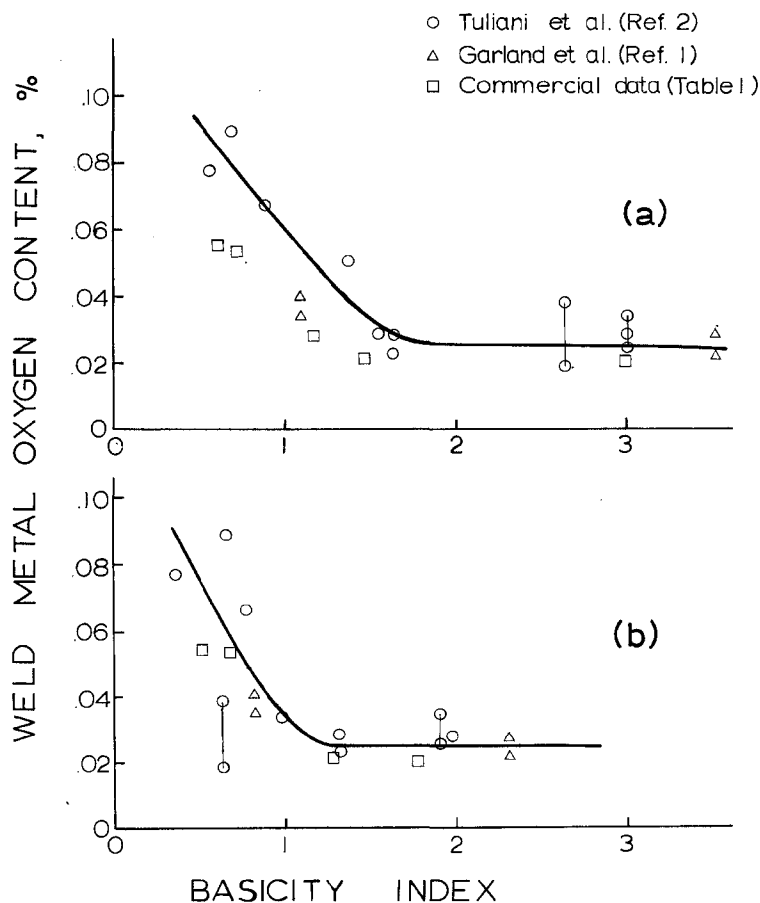 ○ Tuliani et al. (Ref. 2)
△ Garland et al. (Ref. 1)
□ Commercial data (Table 1)
WELD METAL OXYGEN CONTENT, %
.10
.08
.06
.04
.02
0
0 1 2 3
(a)
.10
.08
.06
.04
.02
0
0 1 2 3
(b)
BASICITY INDEX